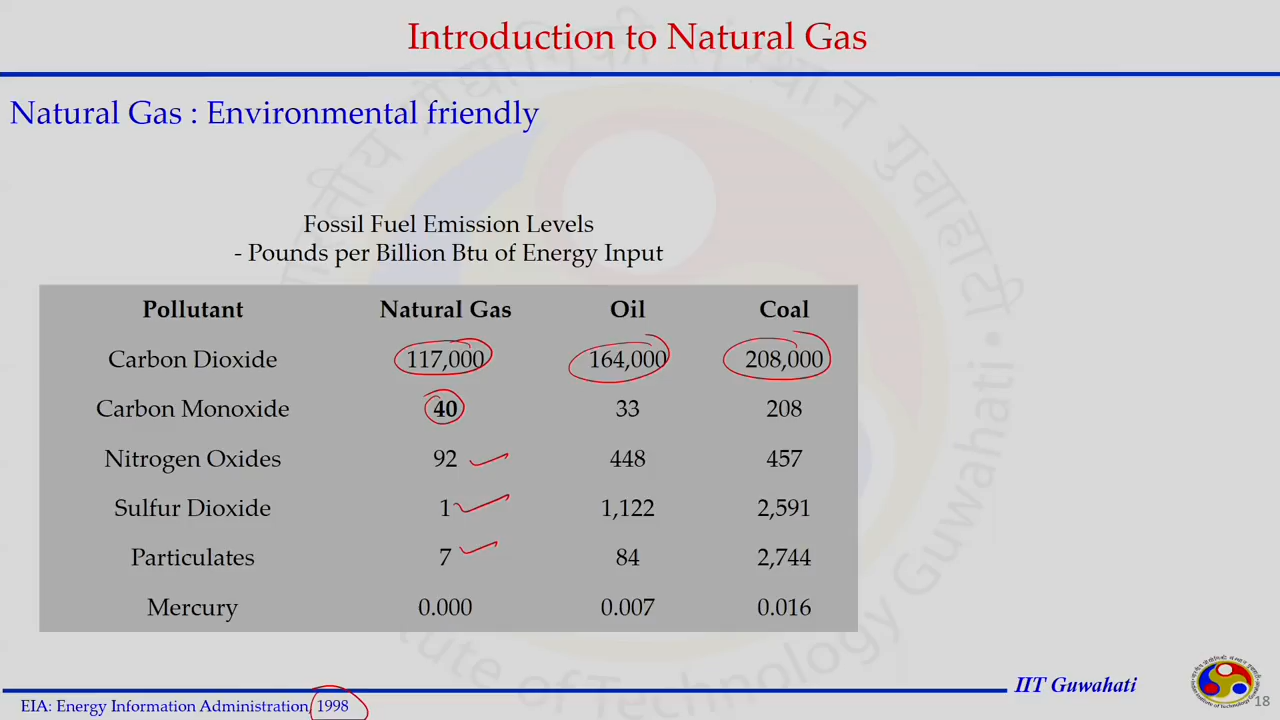 Introduction to Natural Gas
Natural Gas : Environmental friendly
Fossil Fuel Emission Levels
- Pounds per Billion Btu of Energy Input
Pollutant Natural Gas Oil Coal
Carbon Dioxide 117,000 164,000 208,000
Carbon Monoxide 40 33 208
Nitrogen Oxides 92 448 457
Sulfur Dioxide 1 1,122 2,591
Particulates 7 84 2,744
Mercury 0.000 0.007 0.016
EIA: Energy Information Administration 1998
IIT Guwahati
18